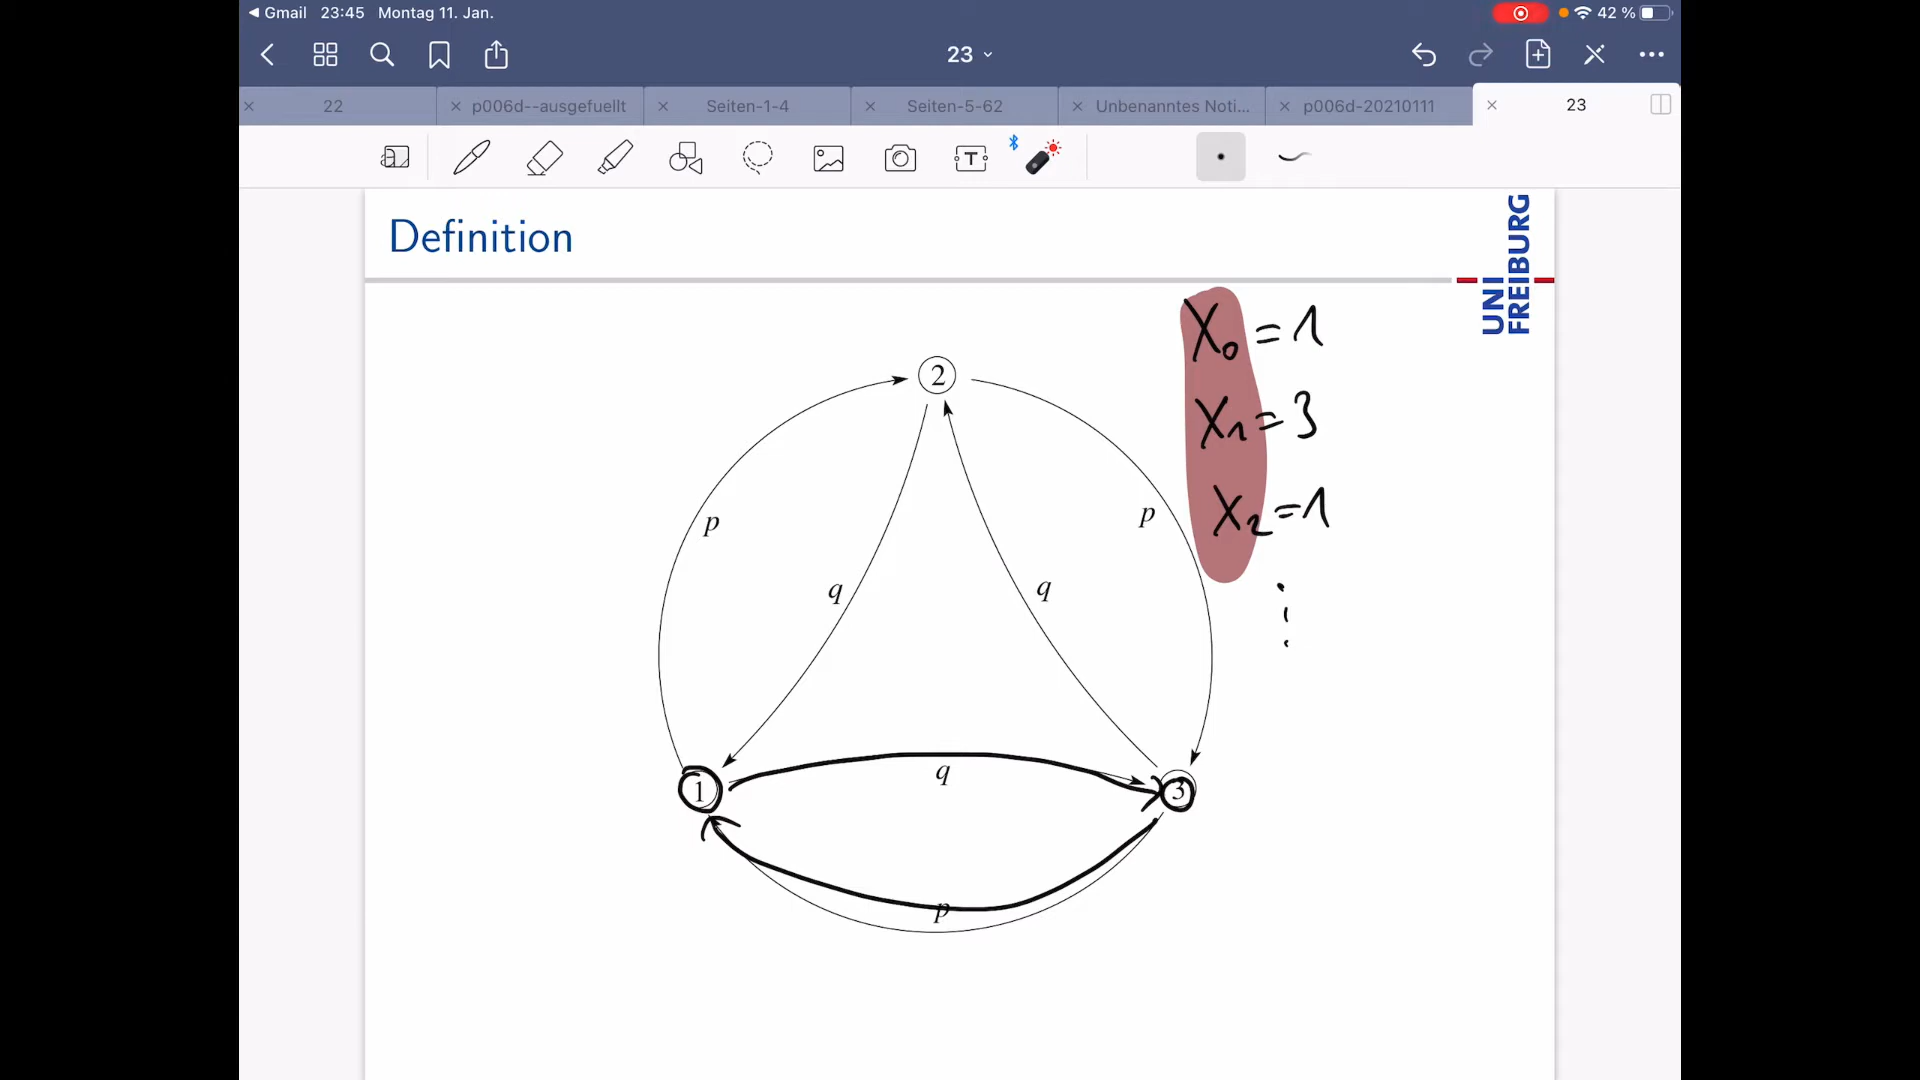 Gmail 23:45 Montag 11. Jan. 42 %
23
22 p006d--ausgefuellt Seiten-1-4 Seiten-5-62 Unbenanntes Noti... p006d-20210111 23
T
Definition
UNI
FREIBURG
X₀ = 1
2
X₁ = 3
X₂ = 1
p
p
q
q
⋮
q
1
3
p